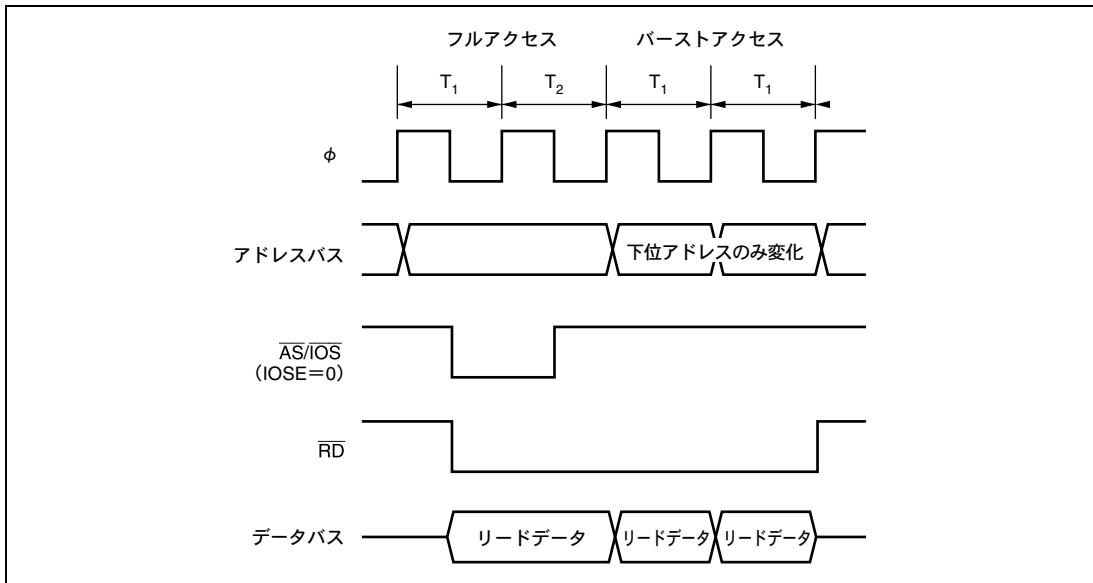 フルアクセス バーストアクセス
T1 T2 T1 T1
φ
アドレスバス 下位アドレスのみ変化
AS/IOS
(IOSE=0)
RD
データバス リードデータ リードデータ リードデータ